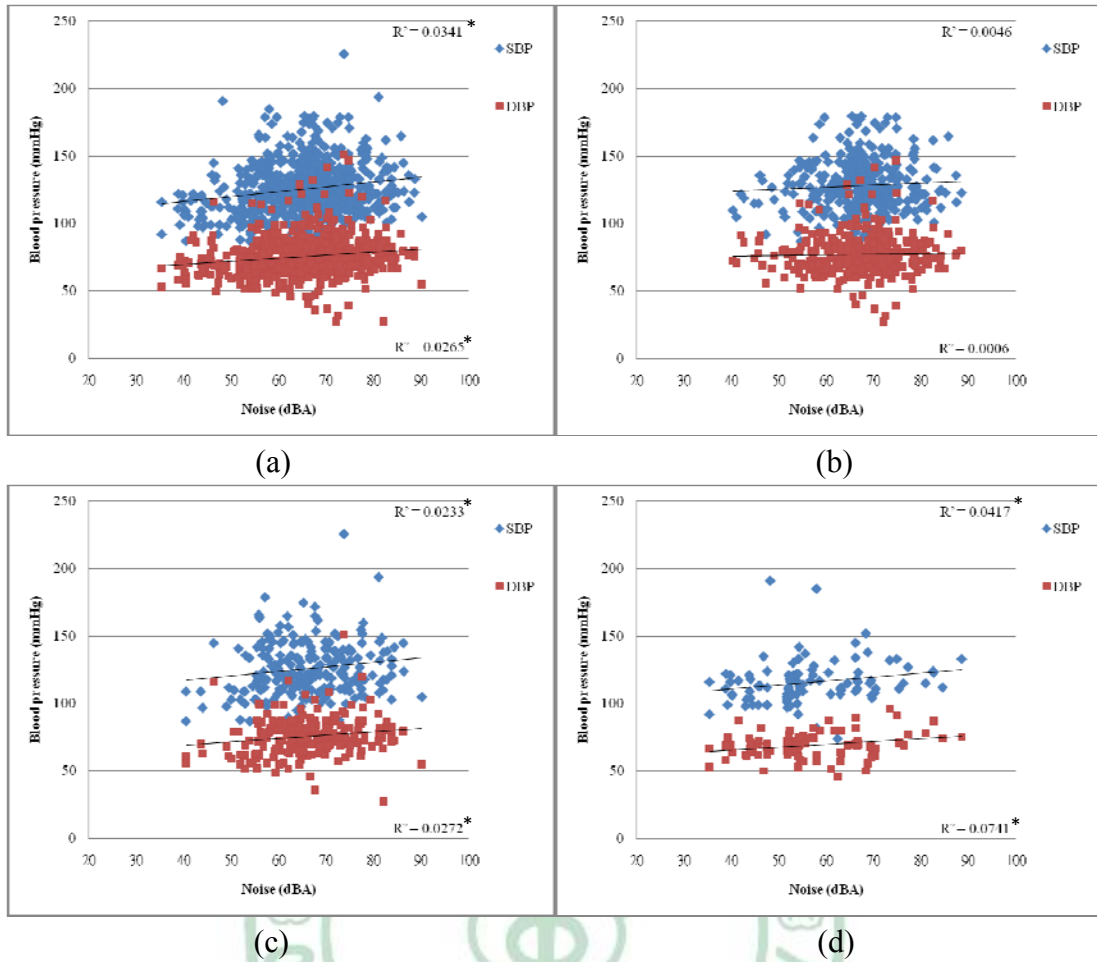 250
200
150
100
50
0
Blood pressure (mmHg)
20 30 40 50 60 70 80 90 100
Noise (dBA)
R² = 0.0341*
SBP
DBP
R² = 0.0265*
(a)
250
200
150
100
50
0
Blood pressure (mmHg)
20 30 40 50 60 70 80 90 100
Noise (dBA)
R² = 0.0046
SBP
DBP
R² = 0.0006
(b)
250
200
150
100
50
0
Blood pressure (mmHg)
20 30 40 50 60 70 80 90 100
Noise (dBA)
R² = 0.0233*
SBP
DBP
R² = 0.0272*
(c)
250
200
150
100
50
0
Blood pressure (mmHg)
20 30 40 50 60 70 80 90 100
Noise (dBA)
R² = 0.0417*
SBP
DBP
R² = 0.0741*
(d)